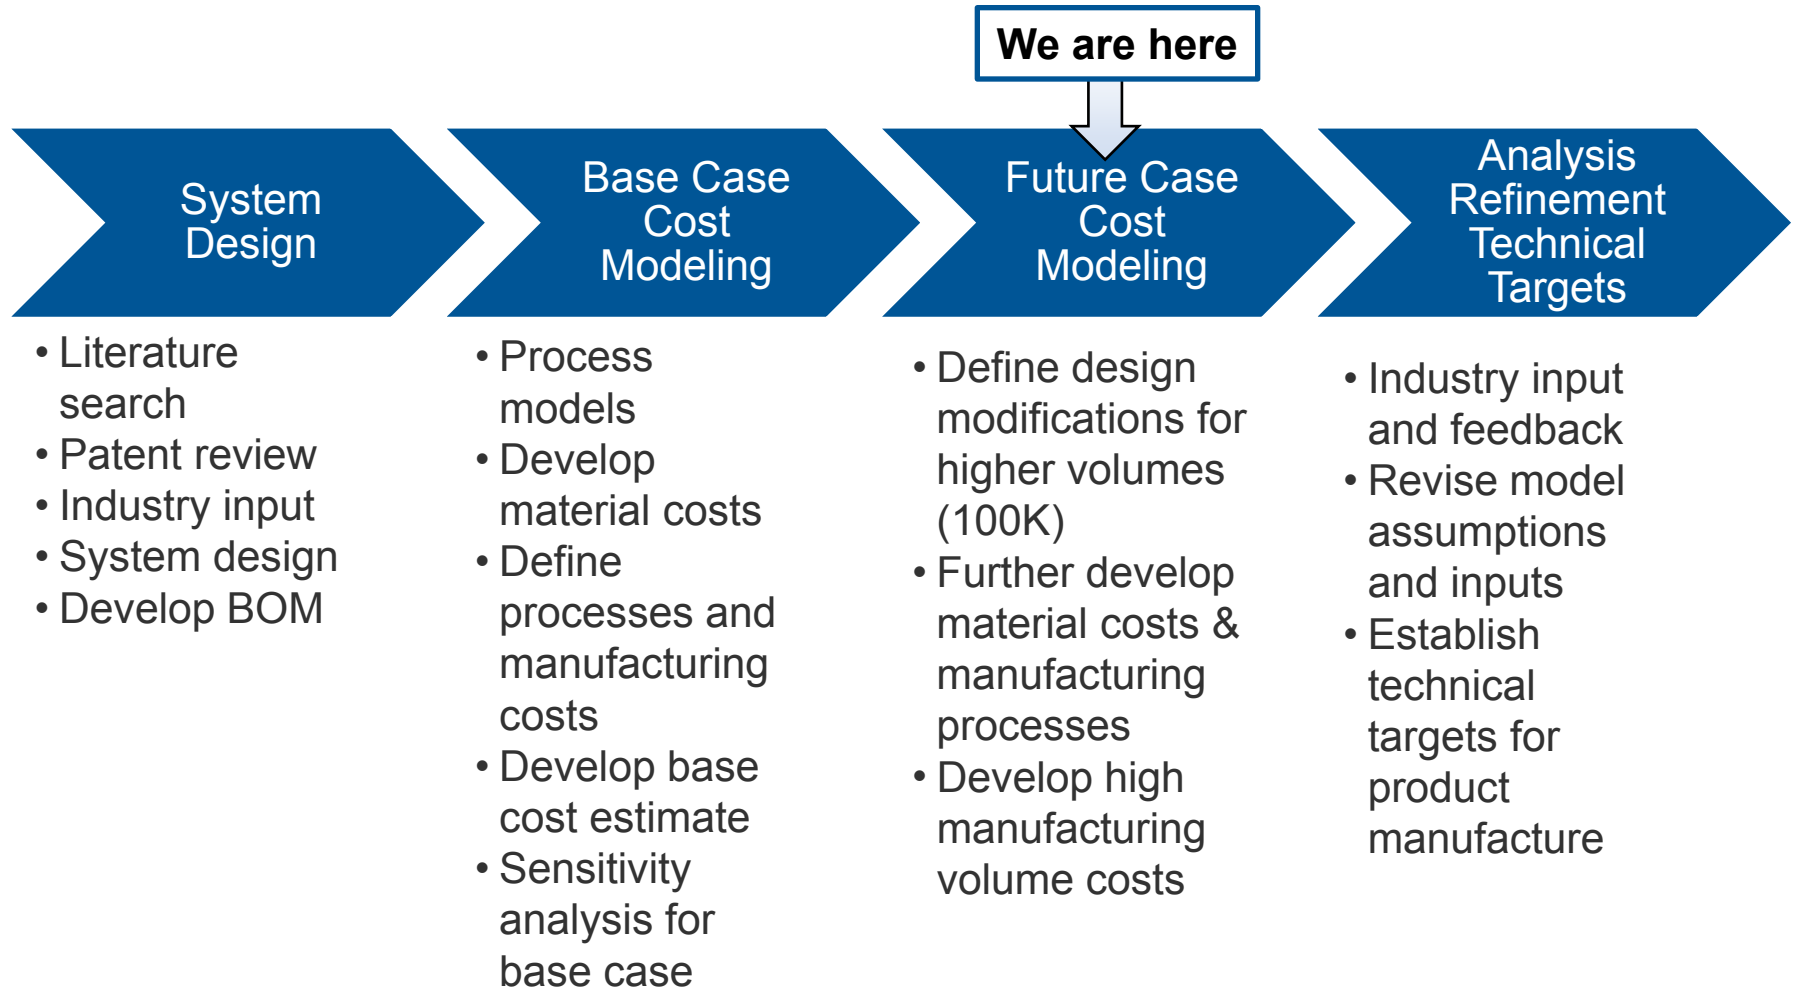 We are here
System
Design
Base Case
Cost
Modeling
Future Case
Cost
Modeling
Analysis
Refinement
Technical
Targets
• Literature
search
• Patent review
• Industry input
• System design
• Develop BOM
• Process
models
• Develop
material costs
• Define
processes and
manufacturing
costs
• Develop base
cost estimate
• Sensitivity
analysis for
base case
• Define design
modifications for
higher volumes
(100K)
• Further develop
material costs &
manufacturing
processes
• Develop high
manufacturing
volume costs
• Industry input
and feedback
• Revise model
assumptions
and inputs
• Establish
technical
targets for
product
manufacture